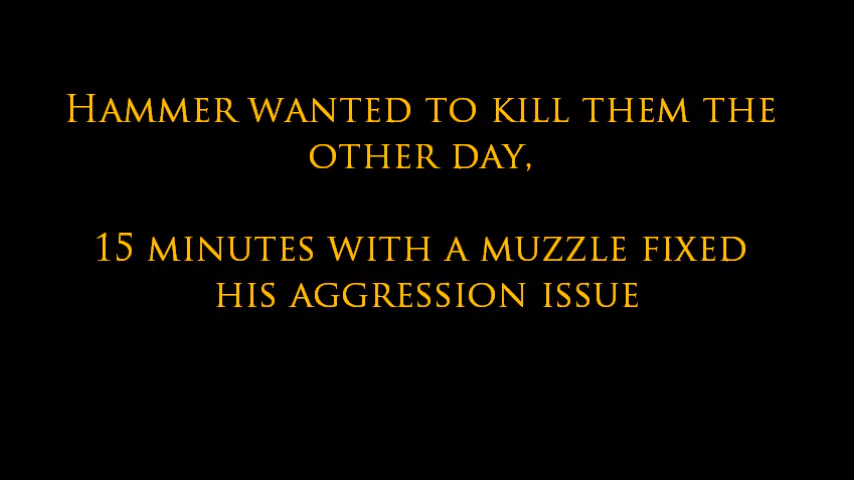 Hammer wanted to kill them the
other day,
15 minutes with a muzzle fixed
his aggression issue